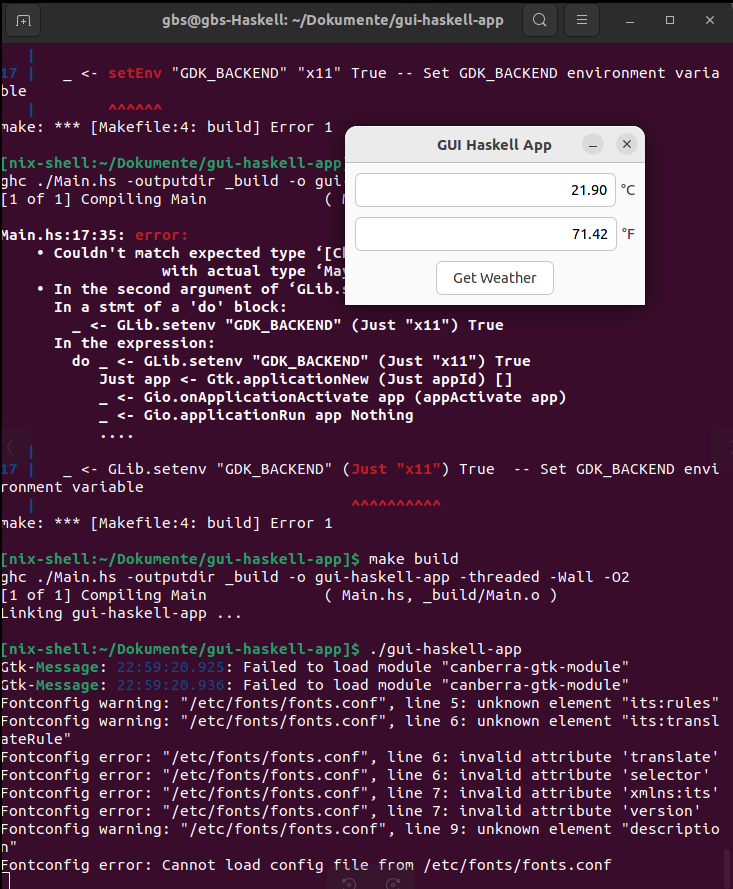 gbs@gbs-Haskell: ~/Dokumente/gui-haskell-app
|
17 |   _ <- setEnv "GDK_BACKEND" "x11" True -- Set GDK_BACKEND environment varia
ble
|        ^^^^^^
make: *** [Makefile:4: build] Error 1
[nix-shell:~/Dokumente/gui-haskell-app]
ghc ./Main.hs -outputdir _build -o gui-
[1 of 1] Compiling Main             (
Main.hs:17:35: error:
• Couldn't match expected type ‘[C
with actual type ‘
• In the second argument of ‘GLib.
In a stmt of a 'do' block:
_ <- GLib.setenv "GDK_BACKEND" (Just "x11") True
In the expression:
do _ <- GLib.setenv "GDK_BACKEND" (Just "x11") True
Just app <- Gtk.applicationNew (Just appId) []
_ <- Gio.onApplicationActivate app (appActivate app)
_ <- Gio.applicationRun app Nothing
....
|
17 |   _ <- GLib.setenv "GDK_BACKEND" (Just "x11") True  -- Set GDK_BACKEND envi
ronment variable
|                                   ^^^^^^^^^^
make: *** [Makefile:4: build] Error 1
[nix-shell:~/Dokumente/gui-haskell-app]$ make build
ghc ./Main.hs -outputdir _build -o gui-haskell-app -threaded -Wall -O2
[1 of 1] Compiling Main             ( Main.hs, _build/Main.o )
Linking gui-haskell-app ...
[nix-shell:~/Dokumente/gui-haskell-app]$ ./gui-haskell-app
Gtk-Message: 22:59:20.925: Failed to load module "canberra-gtk-module"
Gtk-Message: 22:59:20.936: Failed to load module "canberra-gtk-module"
Fontconfig warning: "/etc/fonts/fonts.conf", line 5: unknown element "its:rules"
Fontconfig warning: "/etc/fonts/fonts.conf", line 6: unknown element "its:transl
ateRule"
Fontconfig error: "/etc/fonts/fonts.conf", line 6: invalid attribute 'translate'
Fontconfig error: "/etc/fonts/fonts.conf", line 6: invalid attribute 'selector'
Fontconfig error: "/etc/fonts/fonts.conf", line 7: invalid attribute 'xmlns:its'
Fontconfig error: "/etc/fonts/fonts.conf", line 7: invalid attribute 'version'
Fontconfig warning: "/etc/fonts/fonts.conf", line 9: unknown element "descriptio
n"
Fontconfig error: Cannot load config file from /etc/fonts/fonts.conf
GUI Haskell App
21.90 °C
71.42 °F
Get Weather